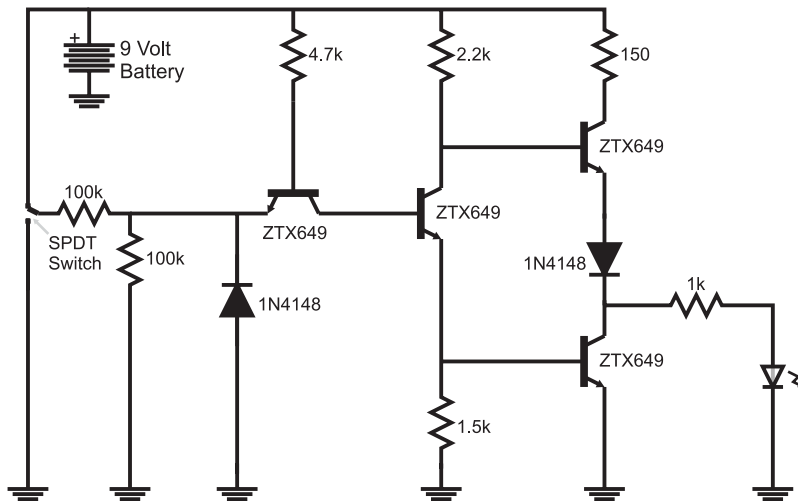 +
9 Volt
Battery
4.7k
2.2k
150
ZTX649
100k
ZTX649
ZTX649
SPDT
Switch
100k
1N4148
1N4148
1k
ZTX649
1.5k